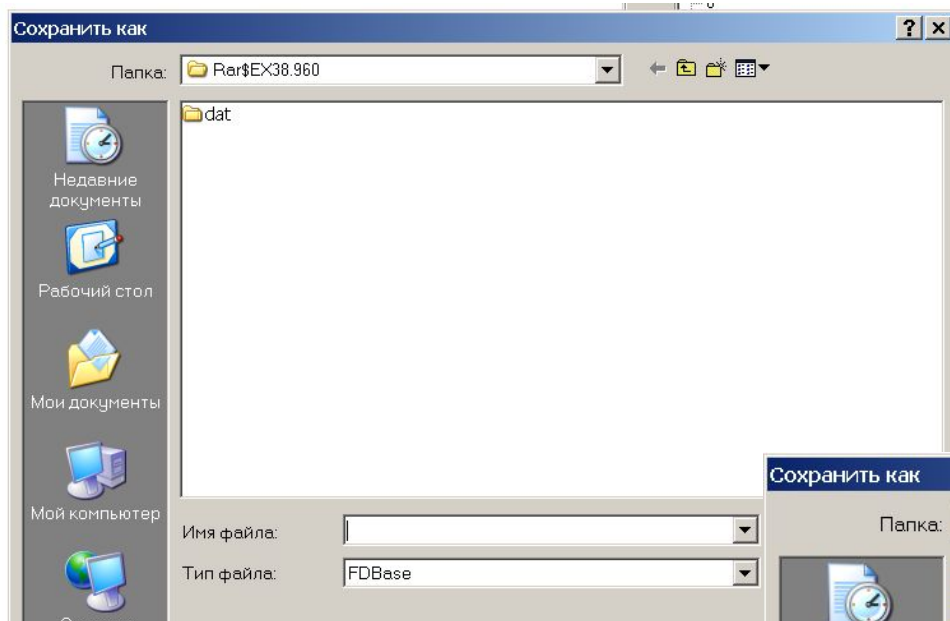 Сохранить как
Папка:
Rar$EX38.960
dat
Недавние
документы
Рабочий стол
Мои документы
Мой компьютер
Имя файла:
Тип файла:
FDBase
Сохранить как
Папка: